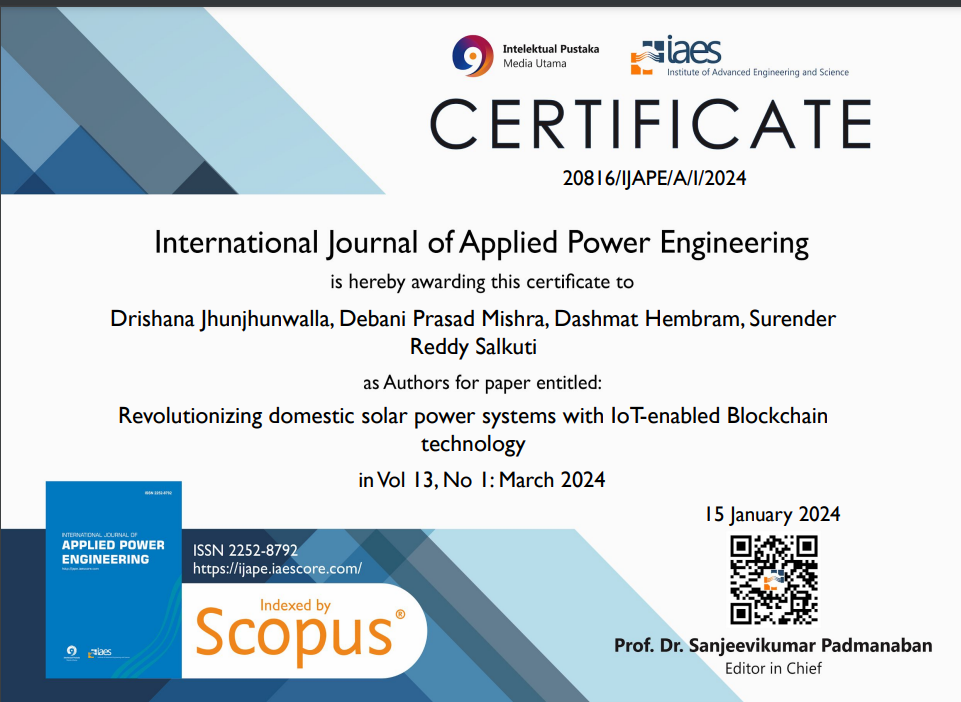 Intelektual Pustaka
Media Utama
iaes
Institute of Advanced Engineering and Science
CERTIFICATE
20816/IJAPE/A/I/2024
International Journal of Applied Power Engineering
is hereby awarding this certificate to
Drishana Jhunjhunwalla, Debani Prasad Mishra, Dashmat Hembram, Surender
Reddy Salkuti
as Authors for paper entitled:
Revolutionizing domestic solar power systems with IoT-enabled Blockchain
technology
in Vol 13, No 1: March 2024
15 January 2024
ISSN 2252-8792
INTERNATIONAL JOURNAL OF
APPLIED POWER
ENGINEERING
iaes
ISSN 2252-8792
https://ijape.iaescore.com/
Indexed by
Scopus®
Prof. Dr. Sanjeevikumar Padmanaban
Editor in Chief